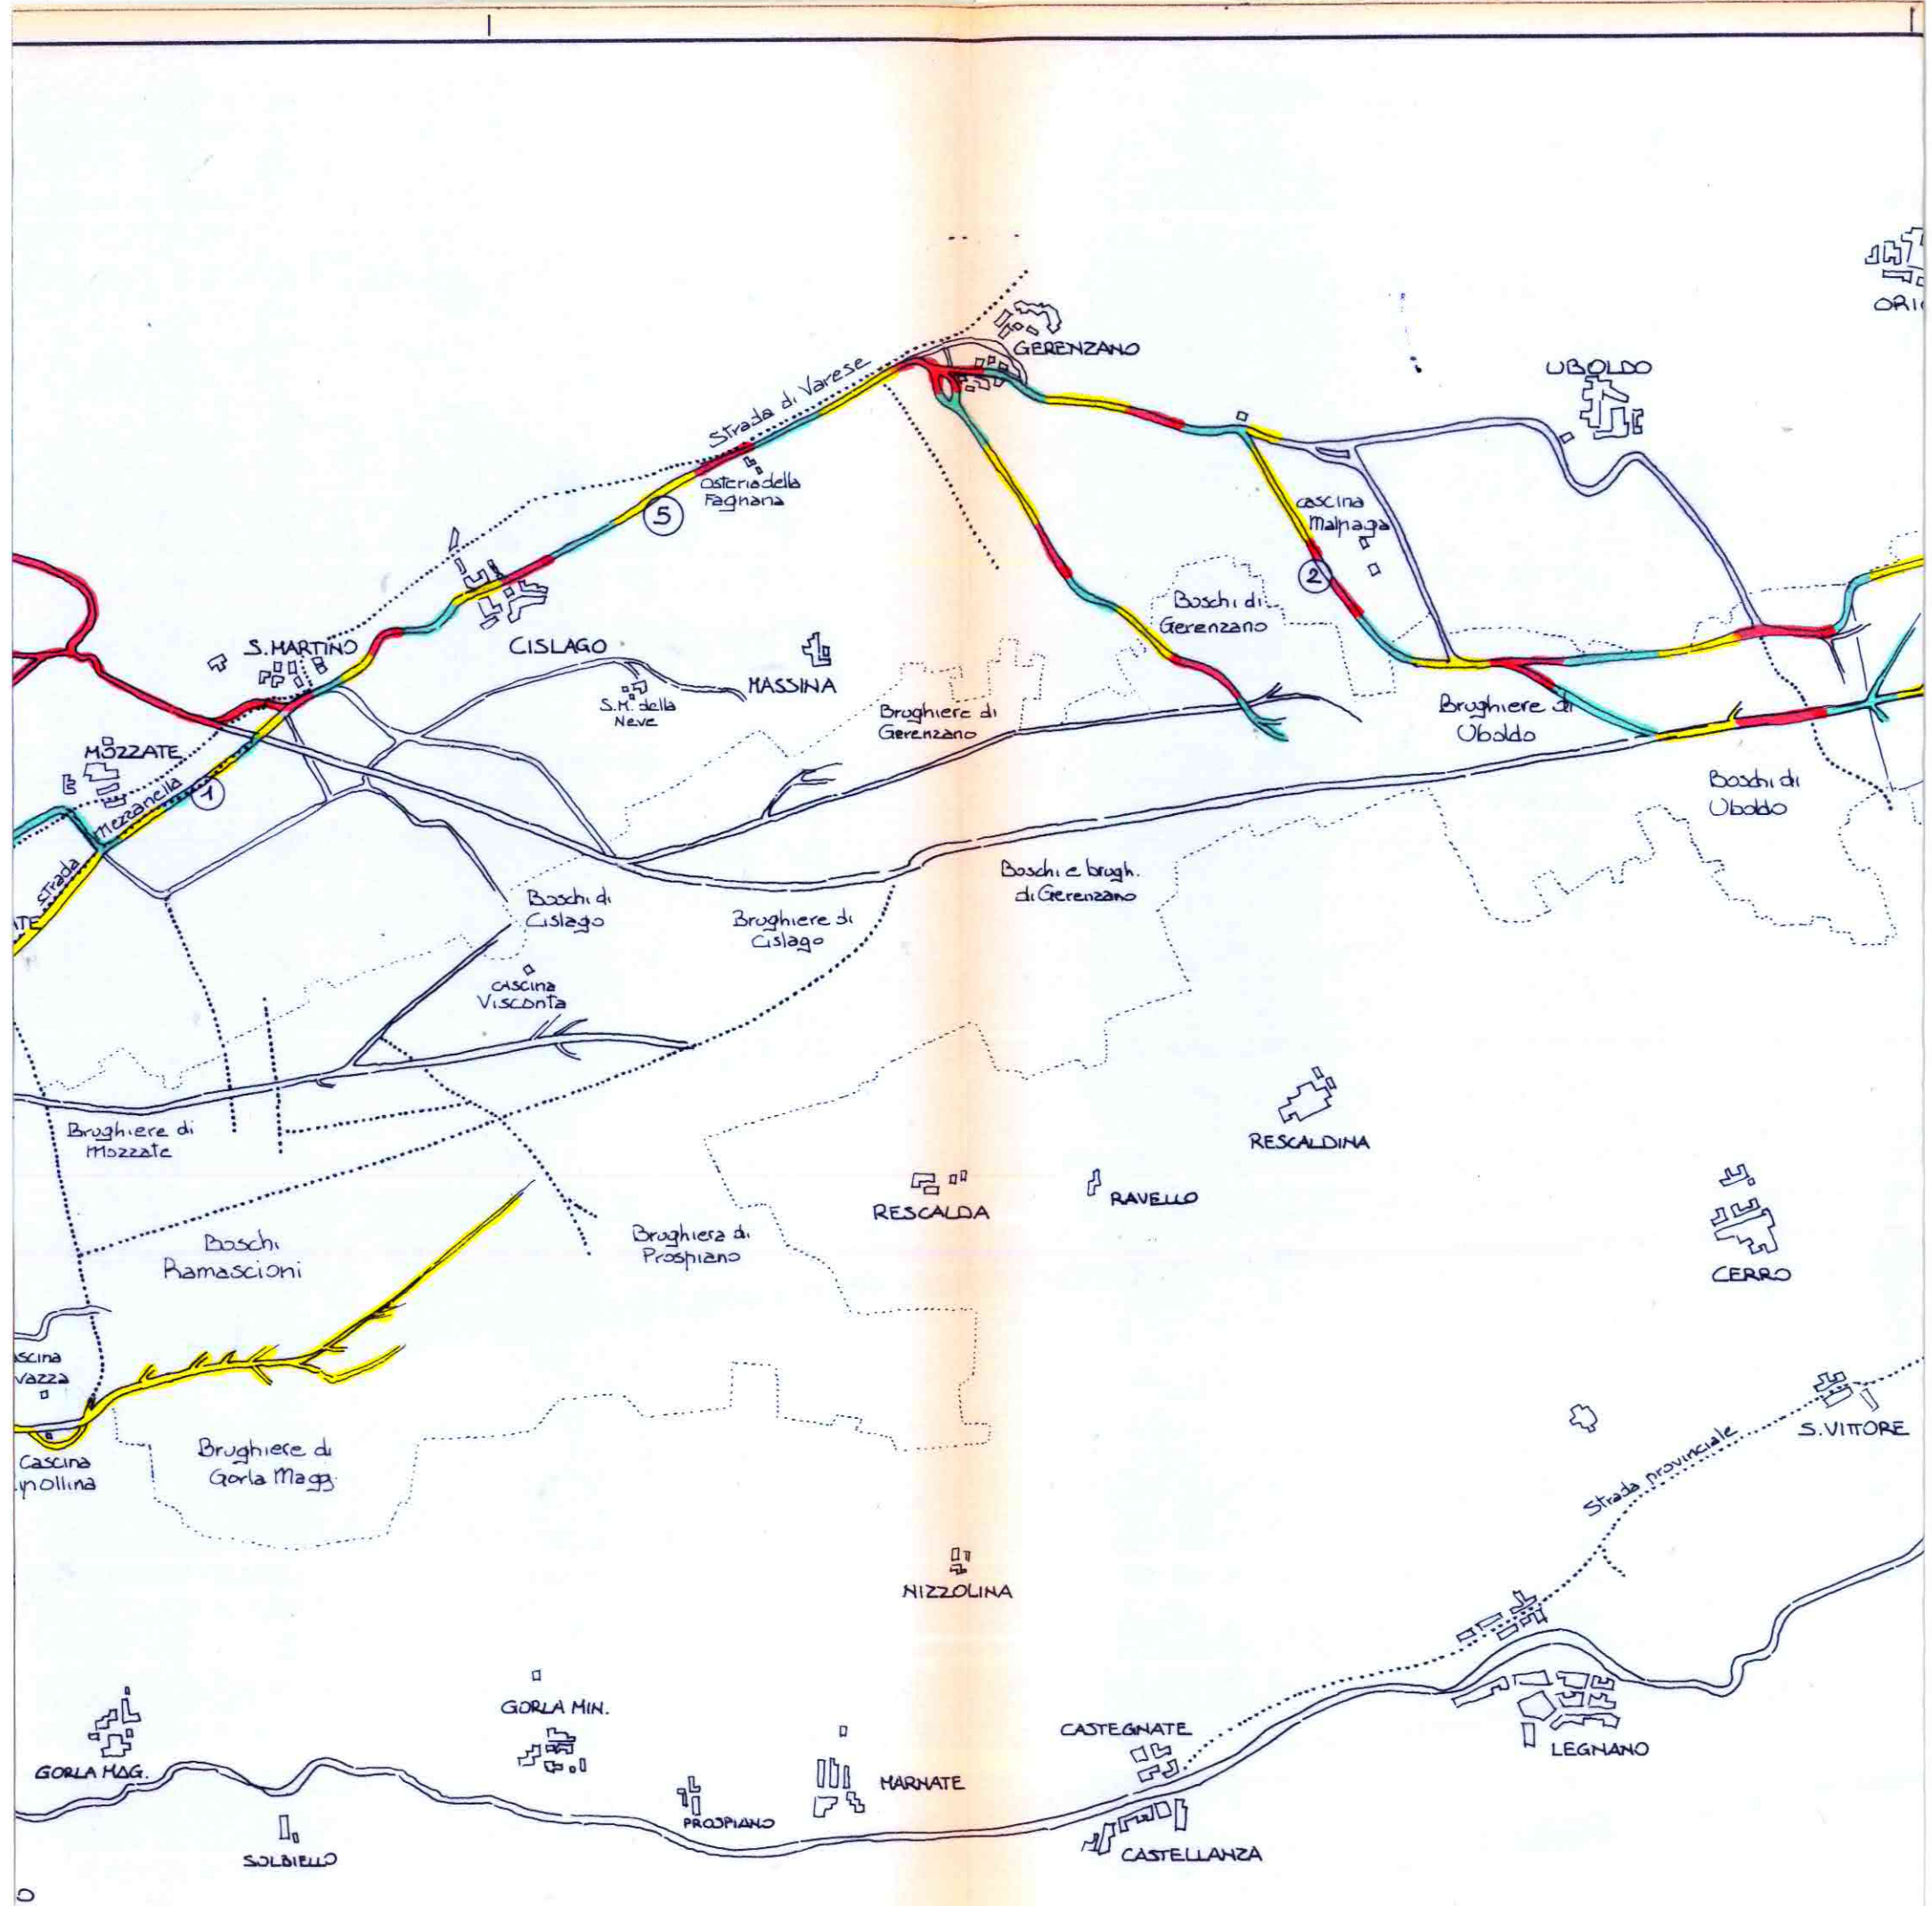 ORI
GERENZANO
UBOLDO
Strada di Varese
Osteria della
Fagnana
5
cascina
Malpaga
2
Boschi di
Gerenzano
S. MARTINO
CISLAGO
MASSINA
S.M. della
Neve
Brughiere di
Gerenzano
Brughiere di
Uboldo
MOZZATE
1
Strada Mezzanella
Boschi di
Uboldo
Boschi e brugh.
di Gerenzano
Boschi di
Cislago
Brughiere di
Cislago
ATE
cascina
Visconta
Brughiere di
Mozzate
RESCALDINA
RESCALDA
RAVELLO
Boschi
Ramascioni
Brughiera di
Prospiano
CERRO
ascina
vazza
S. VITTORE
Brughiere di
Gorla Magg.
Cascina
Strada provinciale
NIZZOLINA
GORLA MIN.
CASTEGNATE
LEGNANO
GORLA MAG.
MARNATE
PROSPIANO
SOLBIELLO
CASTELLANZA
O